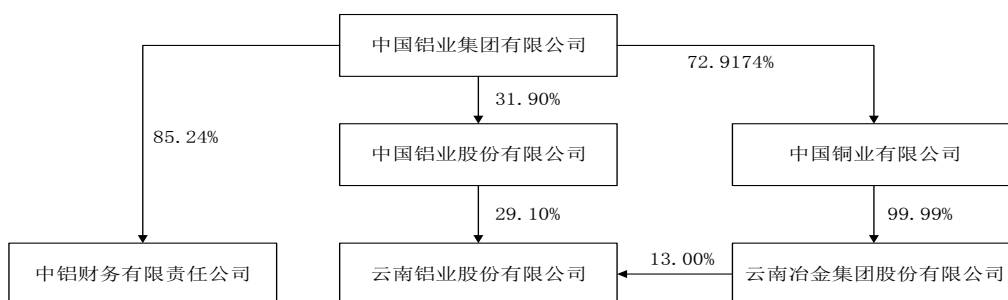 中国铝业集团有限公司
72.9174%
31.90%
85.24%
中国铝业股份有限公司
中国铜业有限公司
29.10%
99.99%
中铝财务有限责任公司
云南铝业股份有限公司
13.00%
云南冶金集团股份有限公司